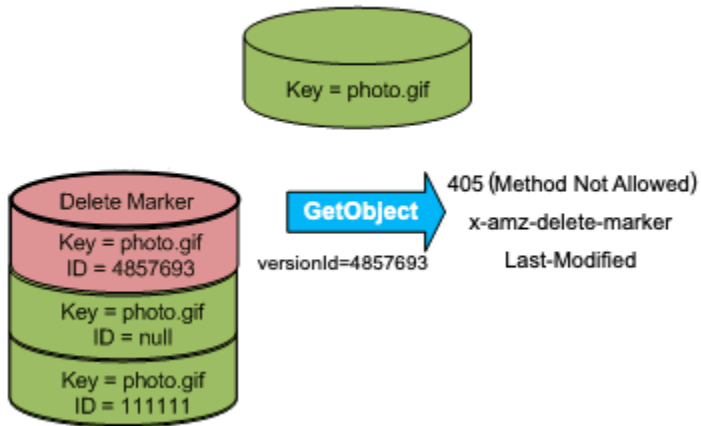 Key = photo.gif
Delete Marker
Key = photo.gif
ID = 4857693
Key = photo.gif
ID = null
Key = photo.gif
ID = 111111
GetObject
versionId=4857693
405 (Method Not Allowed)
x-amz-delete-marker
Last-Modified